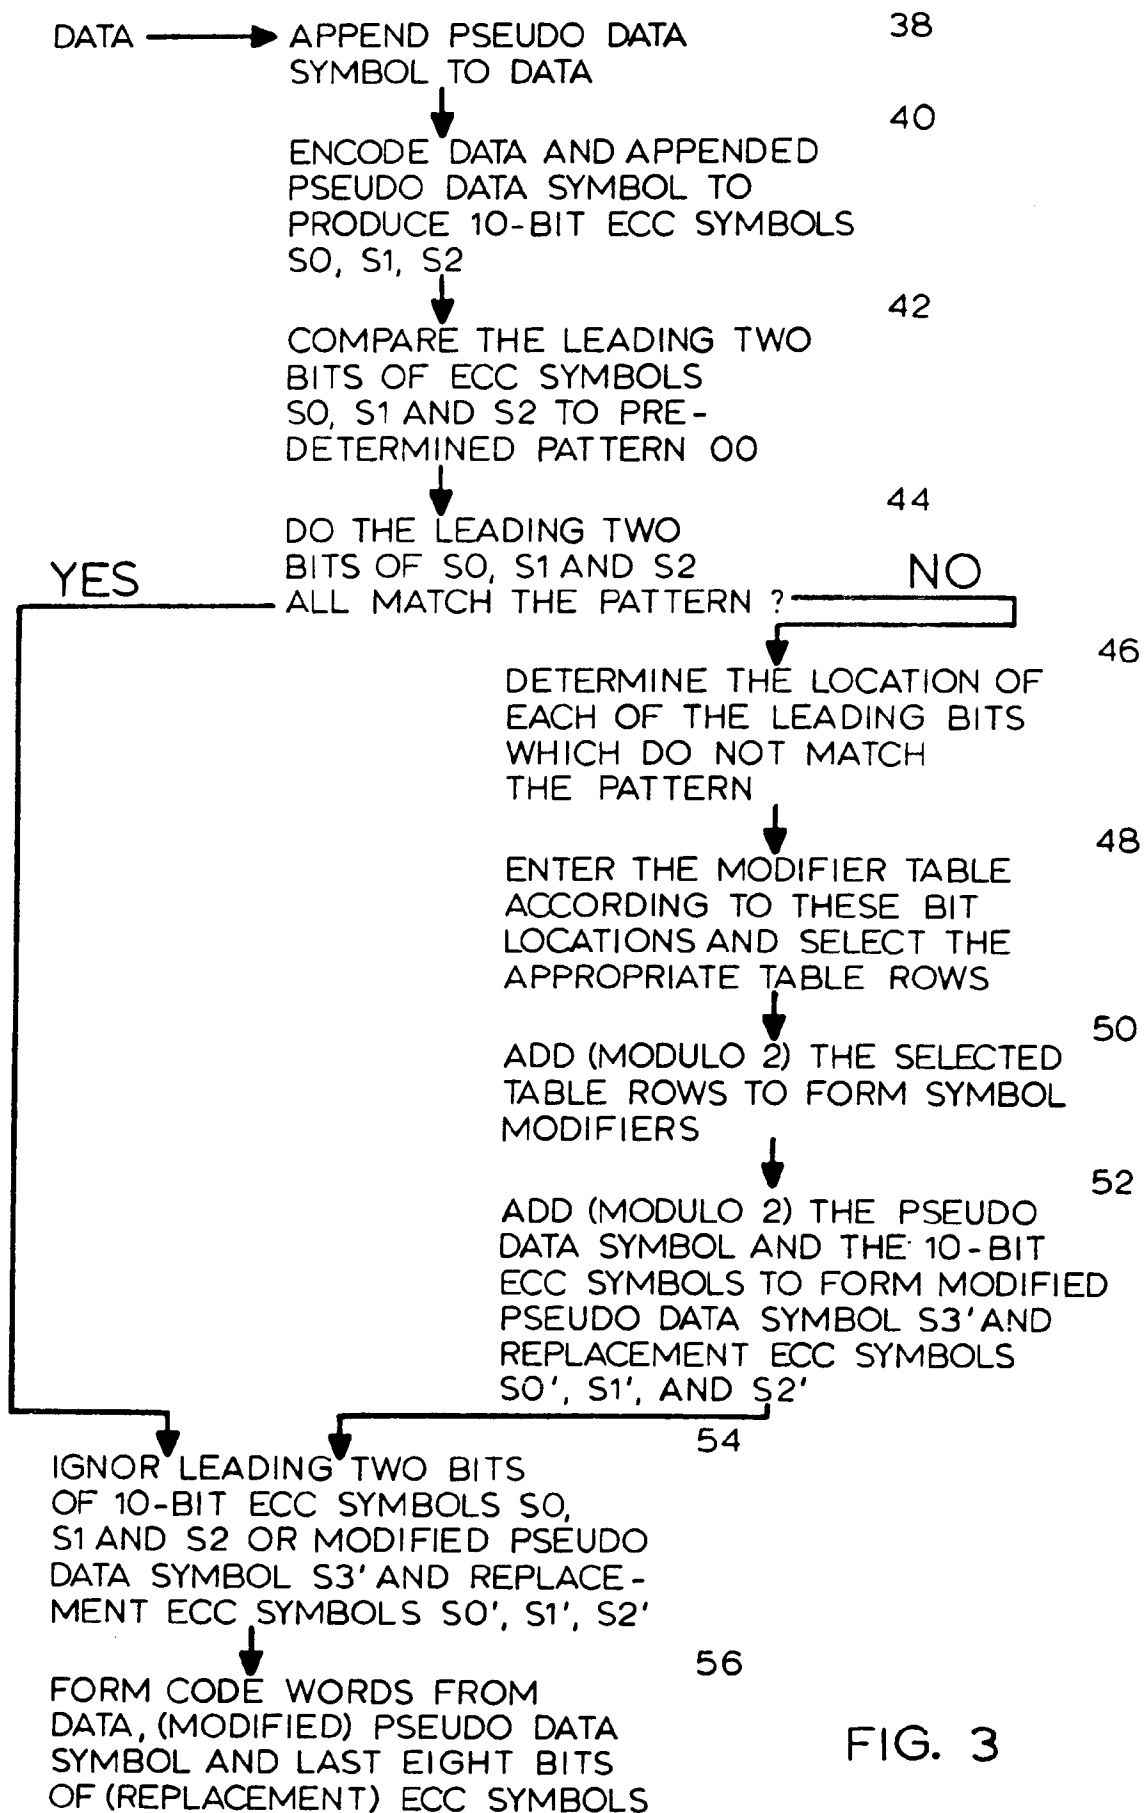 38
DATA APPEND PSEUDO DATA
SYMBOL TO DATA
40
ENCODE DATA AND APPENDED
PSEUDO DATA SYMBOL TO
PRODUCE 10-BIT ECC SYMBOLS
S0, S1, S2
42
COMPARE THE LEADING TWO
BITS OF ECC SYMBOLS
S0, S1 AND S2 TO PRE-
DETERMINED PATTERN 00
44
DO THE LEADING TWO
BITS OF S0, S1 AND S2
ALL MATCH THE PATTERN ?
YES
NO
46
DETERMINE THE LOCATION OF
EACH OF THE LEADING BITS
WHICH DO NOT MATCH
THE PATTERN
48
ENTER THE MODIFIER TABLE
ACCORDING TO THESE BIT
LOCATIONS AND SELECT THE
APPROPRIATE TABLE ROWS
50
ADD (MODULO 2) THE SELECTED
TABLE ROWS TO FORM SYMBOL
MODIFIERS
52
ADD (MODULO 2) THE PSEUDO
DATA SYMBOL AND THE 10-BIT
ECC SYMBOLS TO FORM MODIFIED
PSEUDO DATA SYMBOL S3' AND
REPLACEMENT ECC SYMBOLS
S0', S1', AND S2'
54
IGNOR LEADING TWO BITS
OF 10-BIT ECC SYMBOLS S0,
S1 AND S2 OR MODIFIED PSEUDO
DATA SYMBOL S3' AND REPLACE-
MENT ECC SYMBOLS S0', S1', S2'
56
FORM CODE WORDS FROM
DATA, (MODIFIED) PSEUDO DATA
SYMBOL AND LAST EIGHT BITS
OF (REPLACEMENT) ECC SYMBOLS
FIG. 3